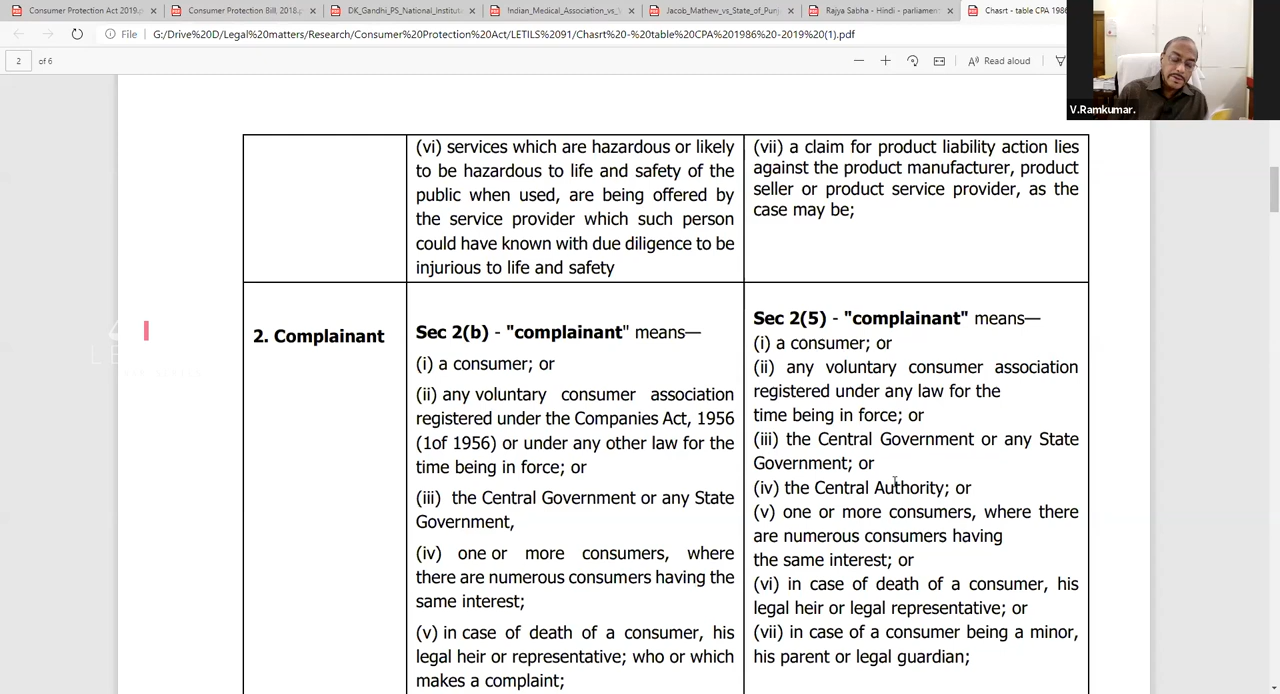 Consumer Protection Act 2019.
Consumer Protection Bill, 2018.
DK_Gandhi_PS_National_Institut
Indian_Medical_Association_vs_
Jacob_Mathew_vs_State_of_Punj
Rajya Sabha - Hindi - parliamen
Chasrt - table CPA 1986
File
G:/Drive%20D/Legal%20matters/Research/Consumer%20Protection%20Act/LETILS%2091/Chasrt%20-%20table%20CPA%201986%20-2019%20(1).pdf
2
of 6
Read aloud
V.Ramkumar.
(vi) services which are hazardous or likely
to be hazardous to life and safety of the
public when used, are being offered by
the service provider which such person
could have known with due diligence to be
injurious to life and safety
(vii) a claim for product liability action lies
against the product manufacturer, product
seller or product service provider, as the
case may be;
2. Complainant
Sec 2(b) - "complainant" means—
(i) a consumer; or
(ii) any voluntary consumer association
registered under the Companies Act, 1956
(1of 1956) or under any other law for the
time being in force; or
(iii) the Central Government or any State
Government,
(iv) one or more consumers, where
there are numerous consumers having the
same interest;
(v) in case of death of a consumer, his
legal heir or representative; who or which
makes a complaint;
Sec 2(5) - "complainant" means—
(i) a consumer; or
(ii) any voluntary consumer association
registered under any law for the
time being in force; or
(iii) the Central Government or any State
Government; or
(iv) the Central Authority; or
(v) one or more consumers, where there
are numerous consumers having
the same interest; or
(vi) in case of death of a consumer, his
legal heir or legal representative; or
(vii) in case of a consumer being a minor,
his parent or legal guardian;